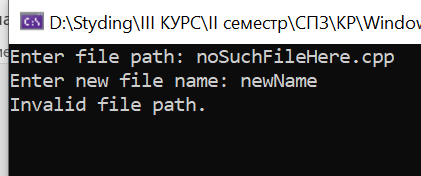 D:\Styding\III КУРС\II семестр\СПЗ\КР\Window
Enter file path: noSuchFileHere.cpp
Enter new file name: newName
Invalid file path.